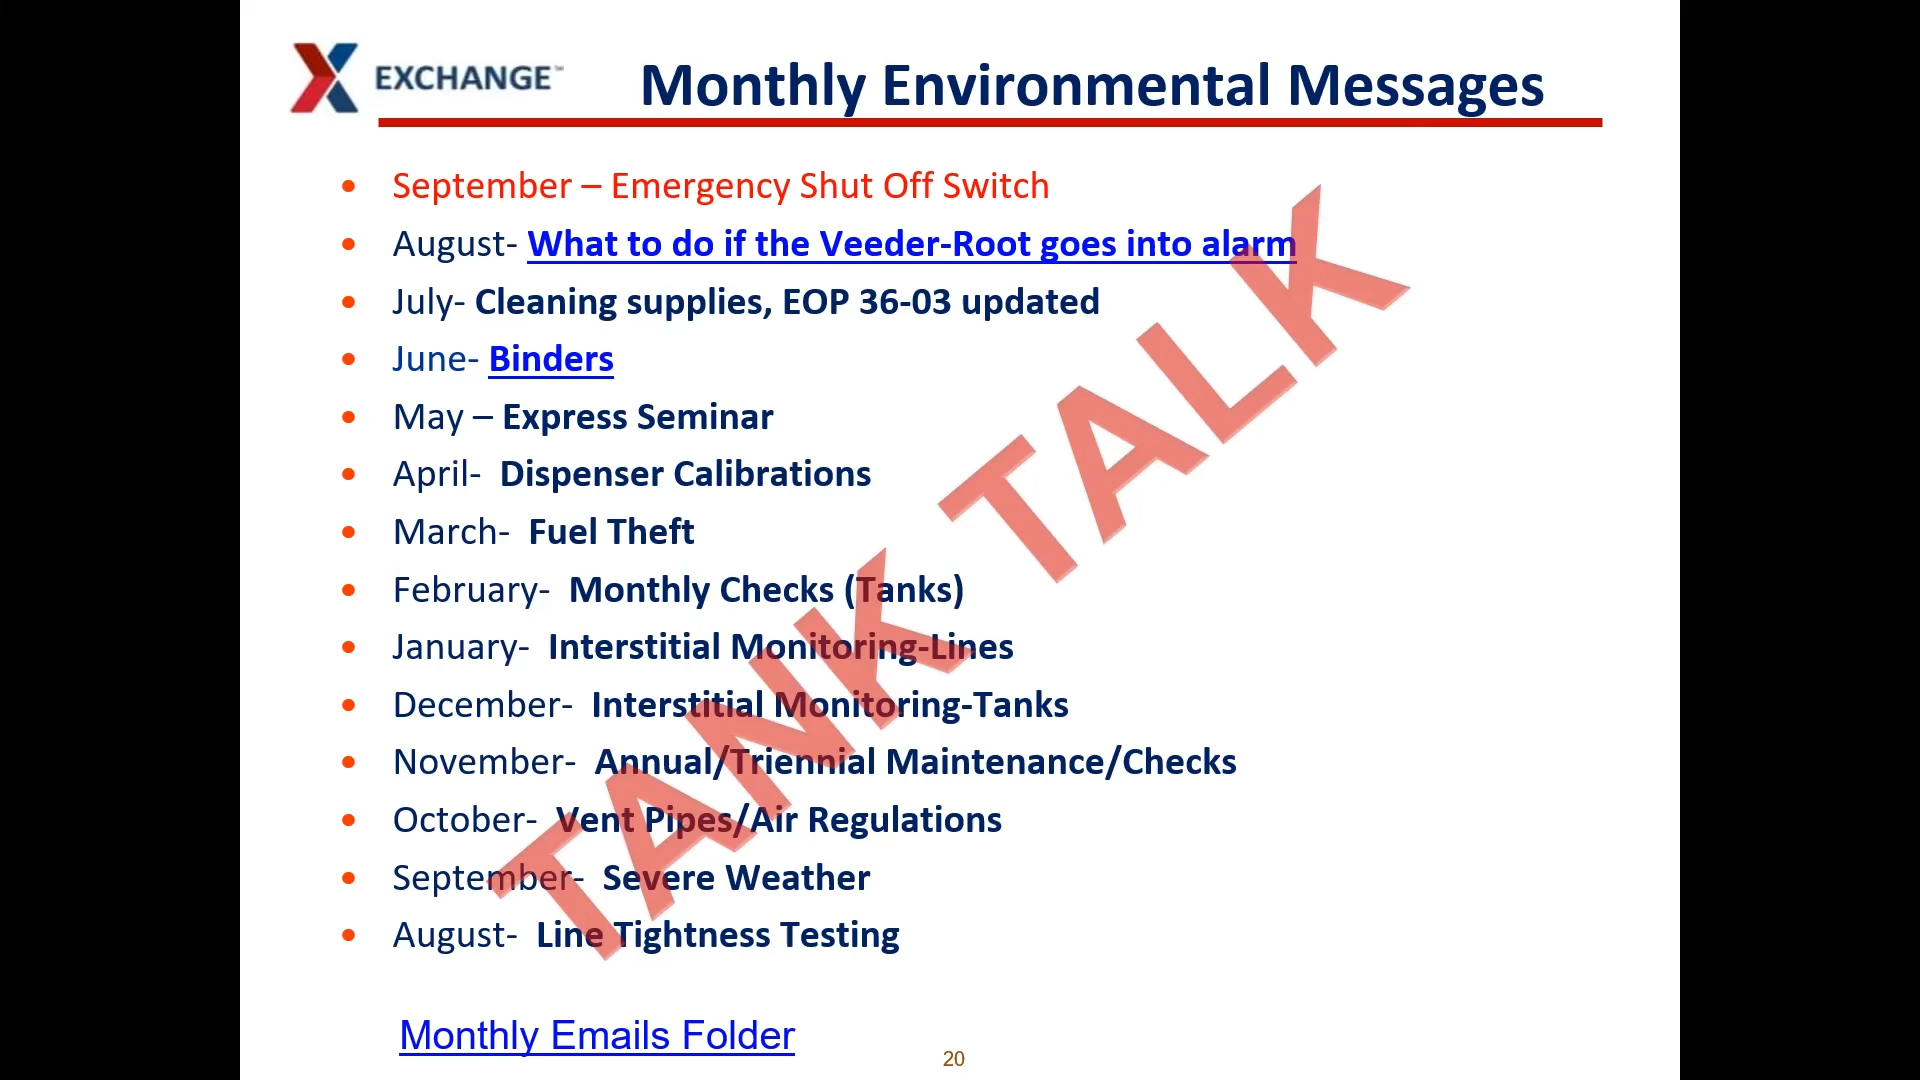 EXCHANGE™
Monthly Environmental Messages
• September – Emergency Shut Off Switch
• August- What to do if the Veeder-Root goes into alarm
• July- Cleaning supplies, EOP 36-03 updated
• June- Binders
• May – Express Seminar
• April- Dispenser Calibrations
• March- Fuel Theft
• February- Monthly Checks (Tanks)
• January- Interstitial Monitoring-Lines
• December- Interstitial Monitoring-Tanks
• November- Annual/Triennial Maintenance/Checks
• October- Vent Pipes/Air Regulations
• September- Severe Weather
• August- Line Tightness Testing
TANK TALK
Monthly Emails Folder
20